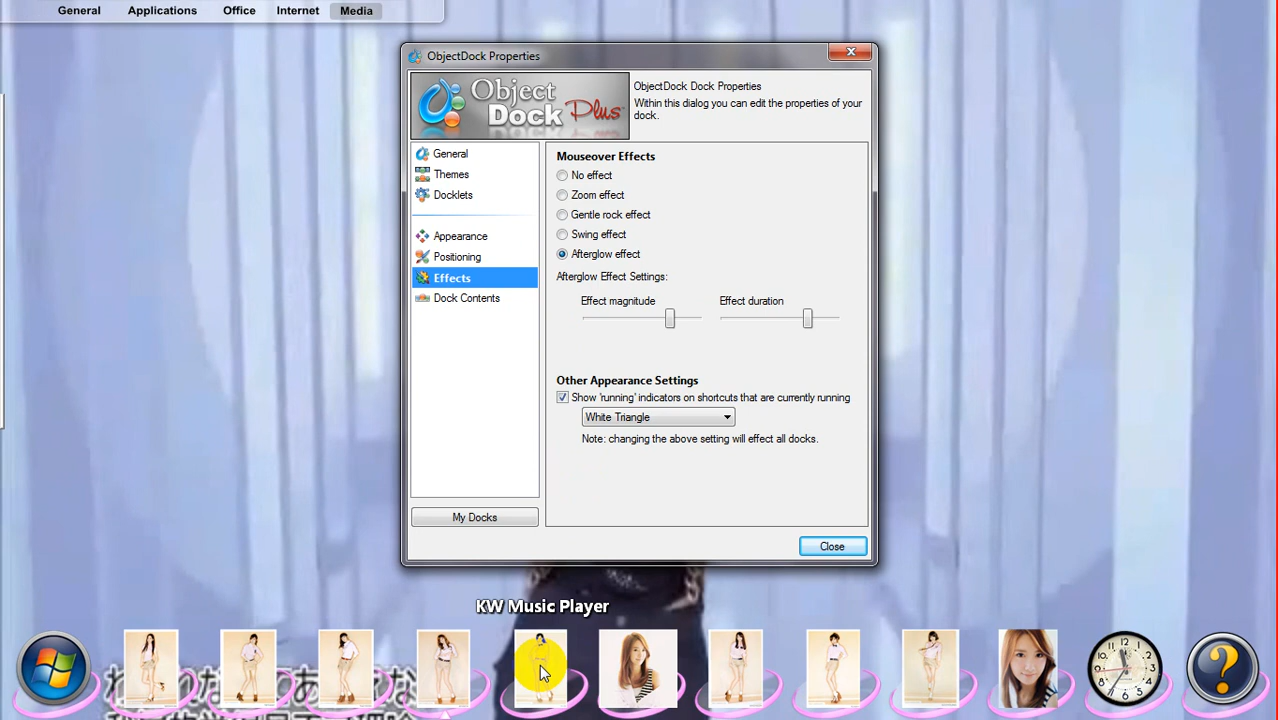 General Applications Office Internet Media
ObjectDock Properties
Object Dock Plus
ObjectDock Dock Properties
Within this dialog you can edit the properties of your
dock.
General
Themes
Docklets
Appearance
Positioning
Effects
Dock Contents
My Docks
Mouseover Effects
No effect
Zoom effect
Gentle rock effect
Swing effect
Afterglow effect
Afterglow Effect Settings:
Effect magnitude Effect duration
Other Appearance Settings
Show 'running' indicators on shortcuts that are currently running
White Triangle
Note: changing the above setting will effect all docks.
Close
KW Music Player
?